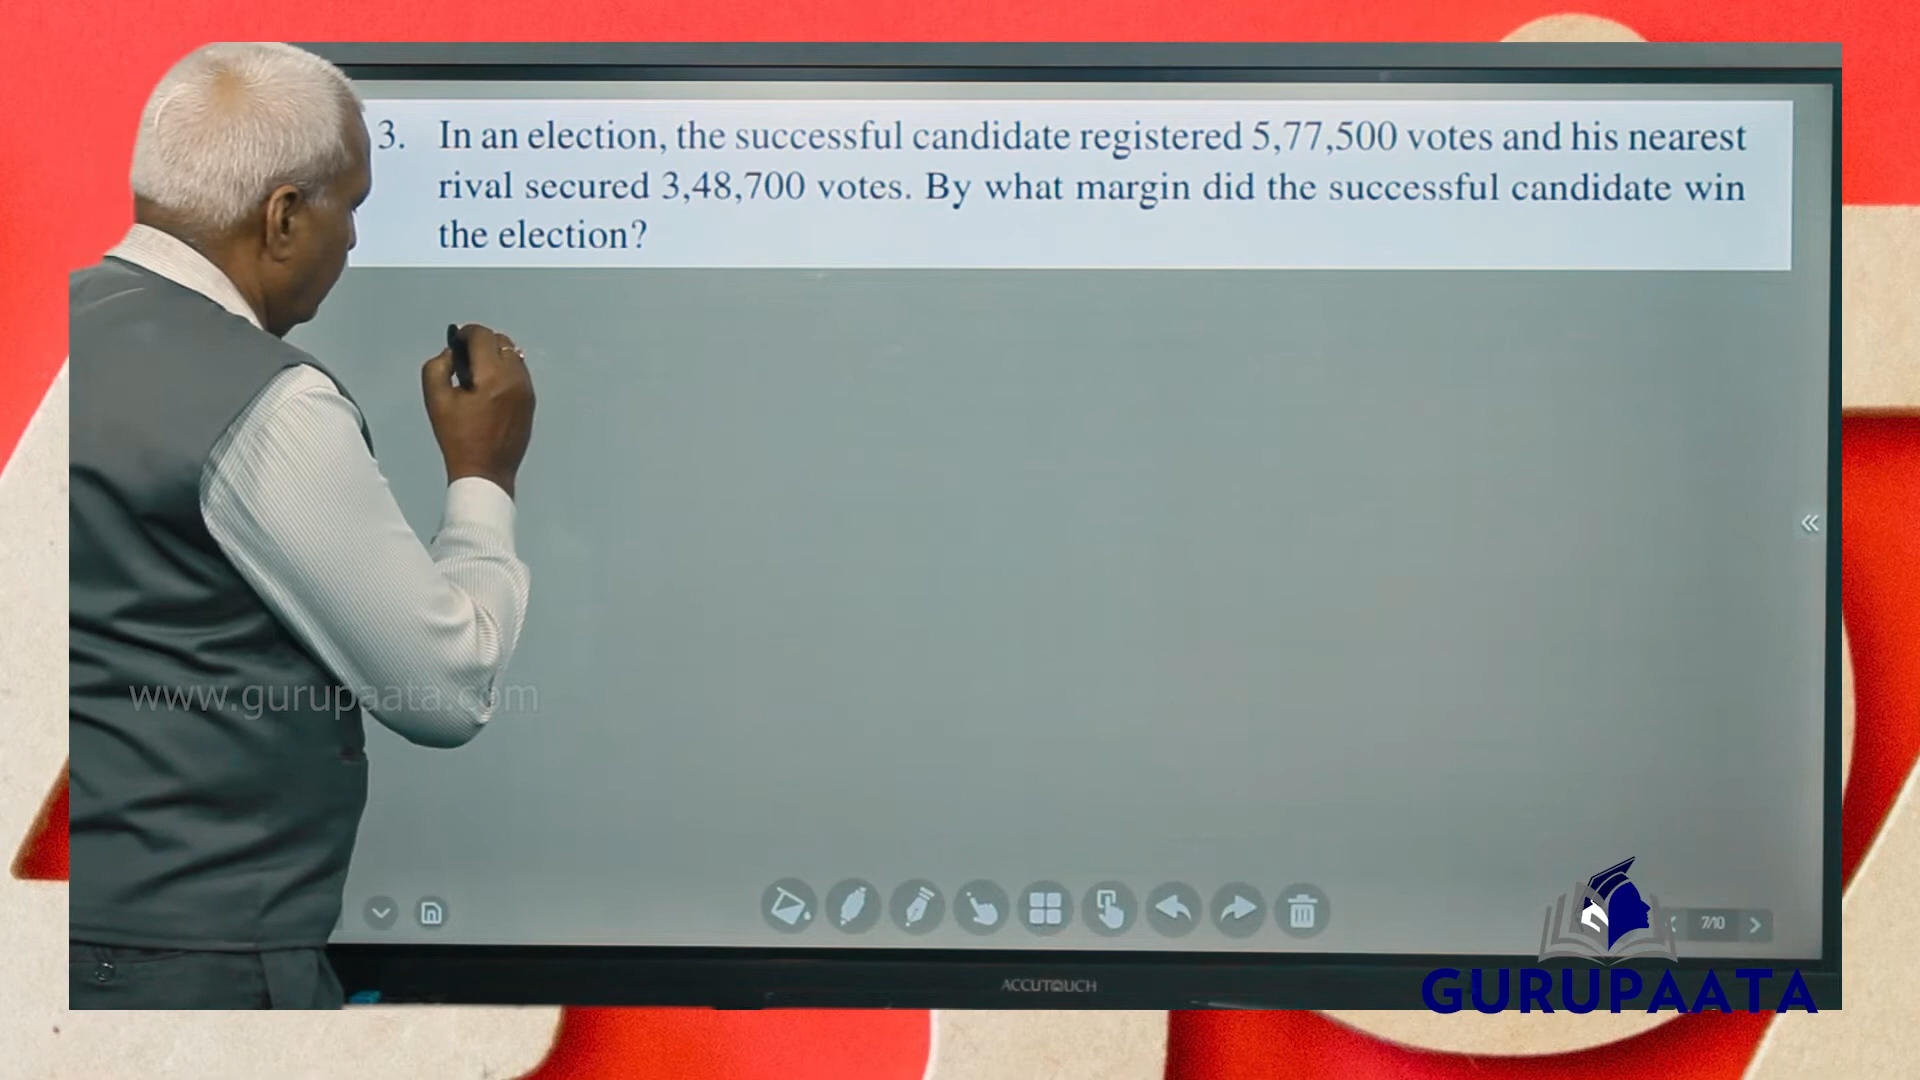 3. In an election, the successful candidate registered 5,77,500 votes and his nearest
rival secured 3,48,700 votes. By what margin did the successful candidate win
the election?
www.gurupaata.com
7/10
ACCUTOUCH
GURUPAATA